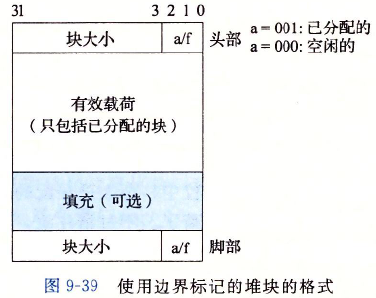 31 3 2 1 0
块大小 a/f 头部 a = 001: 已分配的
a = 000: 空闲的
有效载荷
（只包括已分配的块）
填充（可选）
块大小 a/f 脚部
图 9-39 使用边界标记的堆块的格式